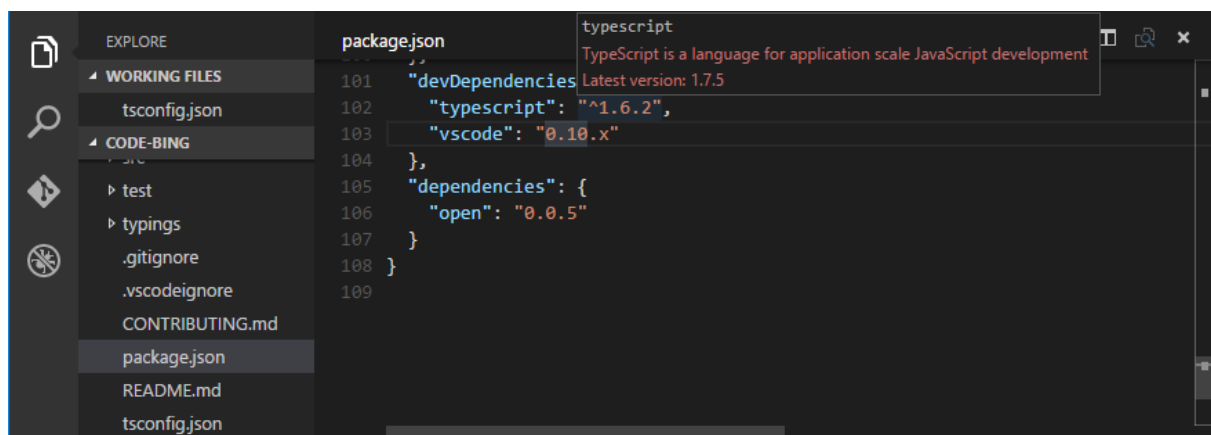 EXPLORE
WORKING FILES
tsconfig.json
CODE-BING
src
test
typings
.gitignore
.vscodeignore
CONTRIBUTING.md
package.json
README.md
tsconfig.json
package.json
typescript
TypeScript is a language for application scale JavaScript development
Latest version: 1.7.5
101 "devDependencies
102 "typescript": "^1.6.2",
103 "vscode": "0.10.x"
104 },
105 "dependencies": {
106 "open": "0.0.5"
107 }
108 }
109